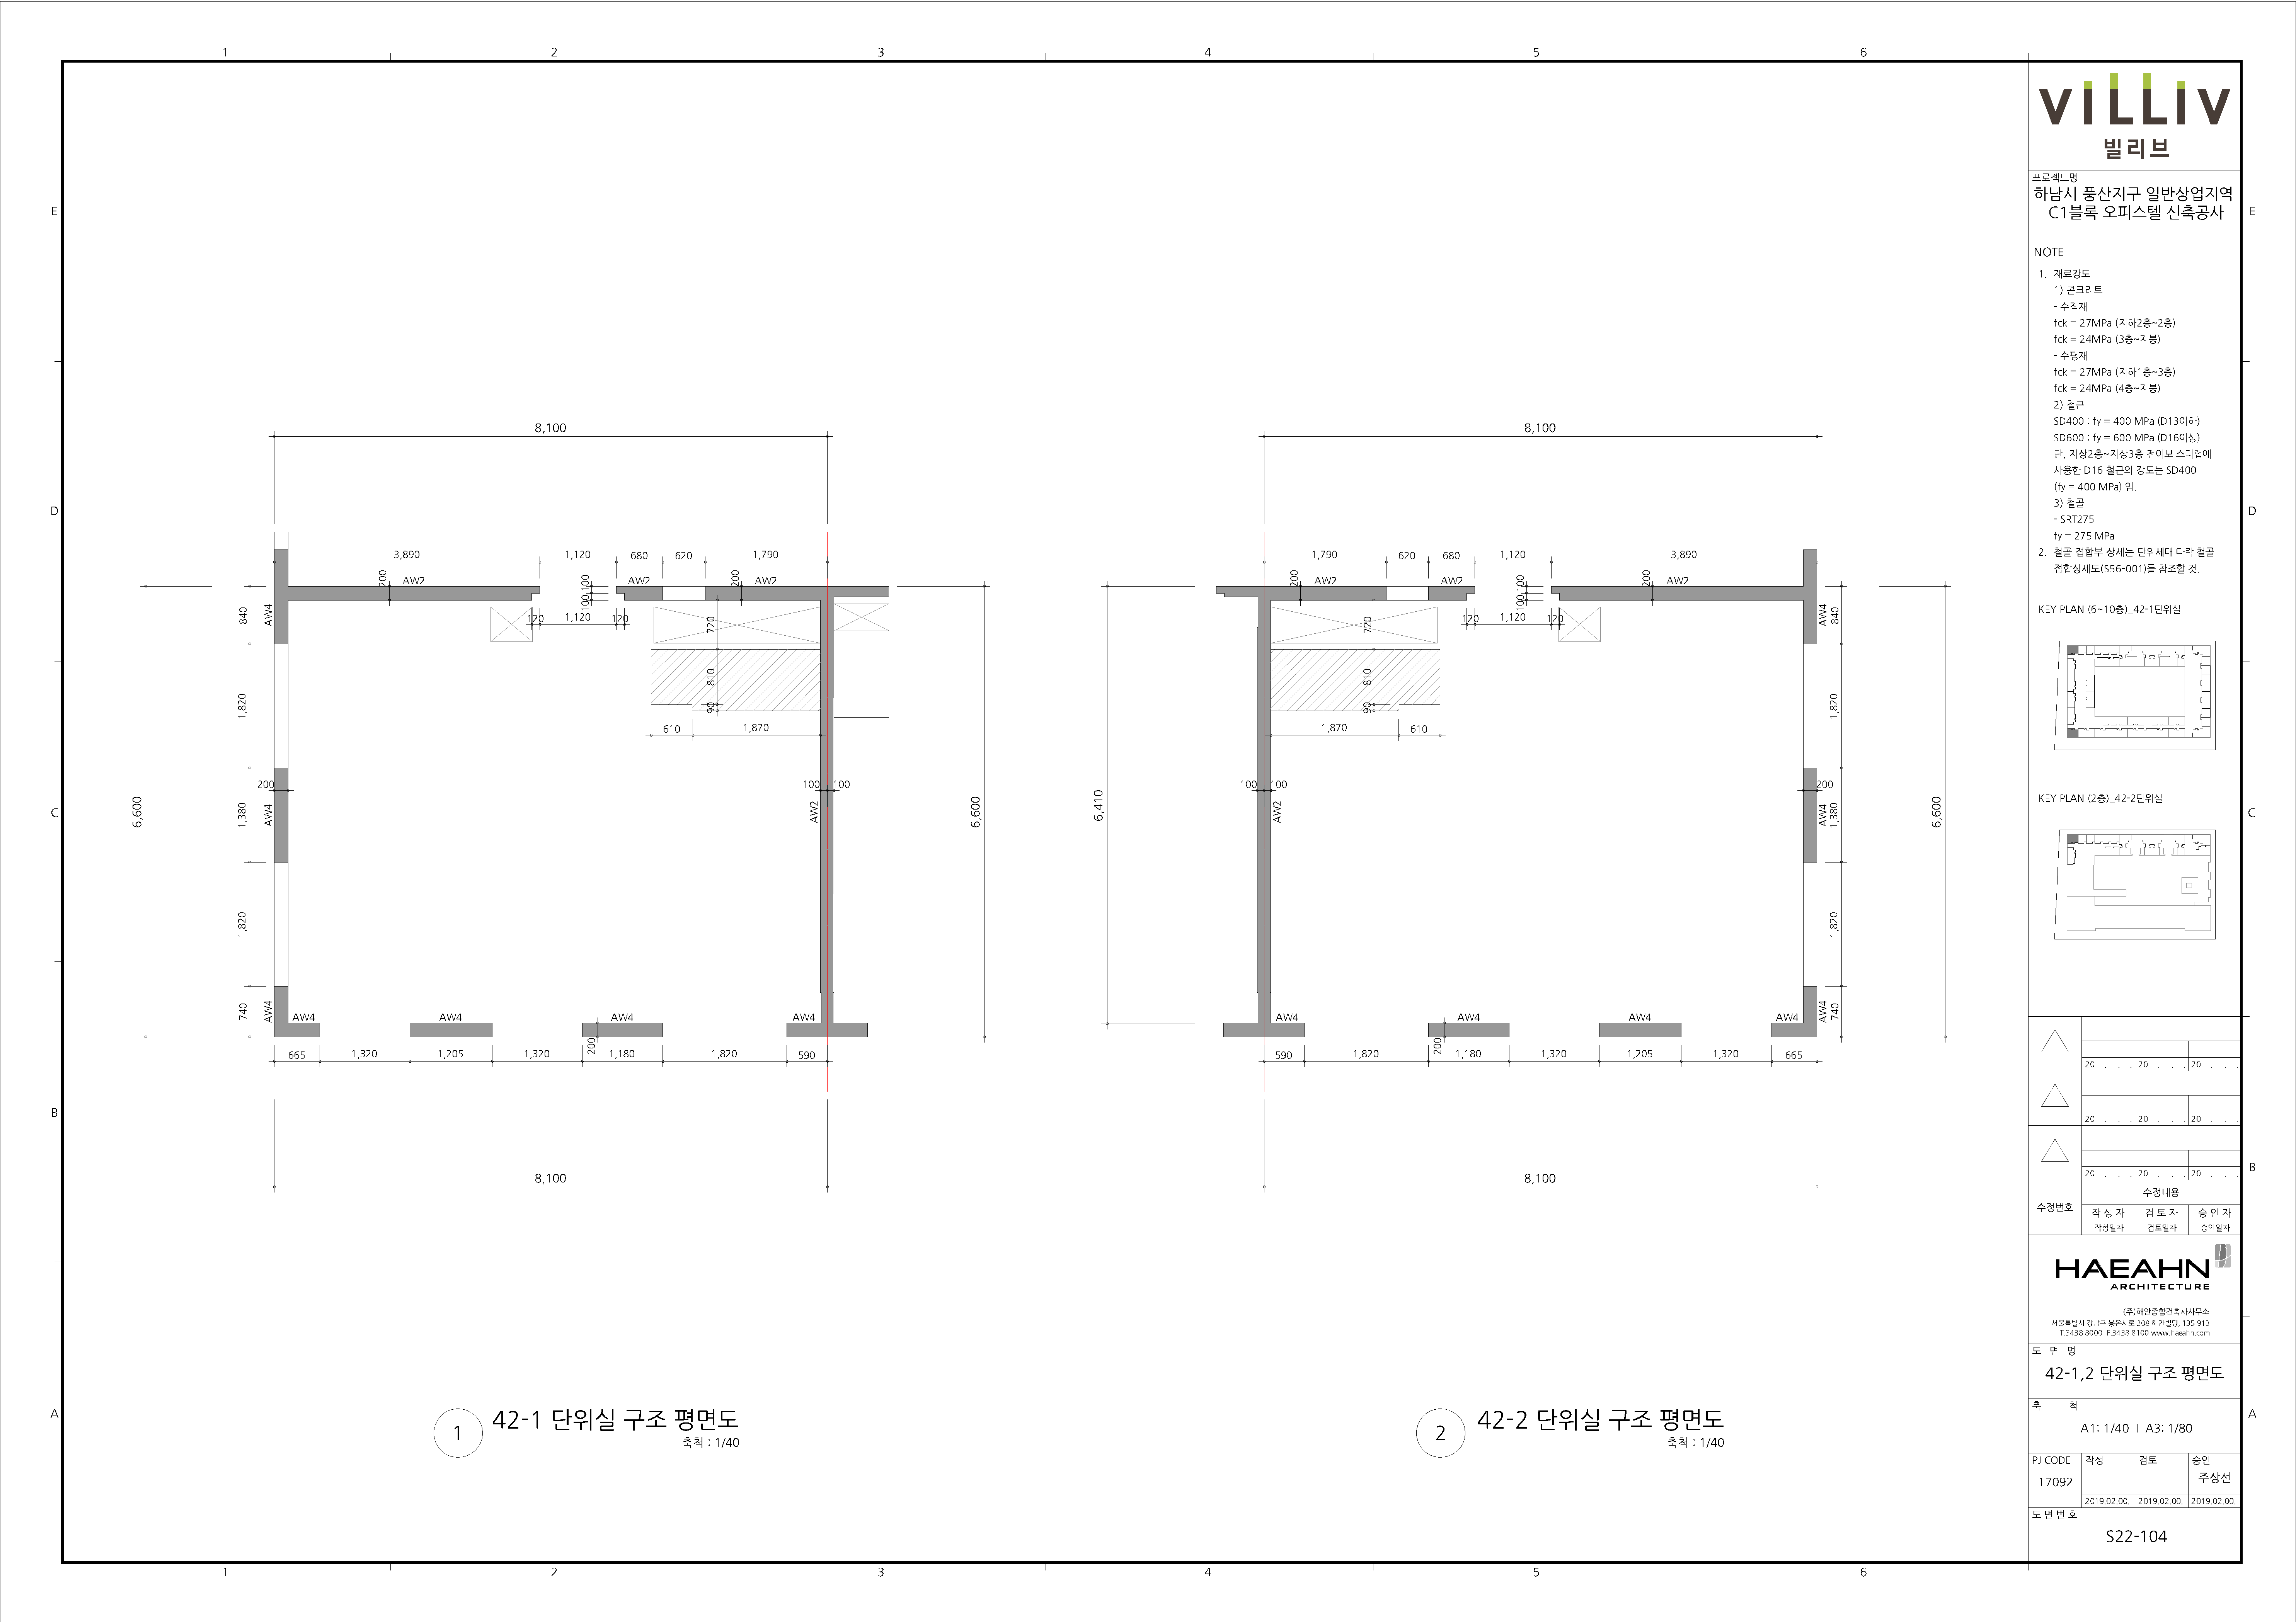 1 2 3 4 5 6
E
D
C
B
A
8,100
3,890 1,120 680 620 1,790
200 AW2 100 100 AW2 200 AW2
120 1,120 120
840 AW4
1,820
200
1,380 AW4
1,820
740 AW4
6,600
720
810
90
610 1,870
100 100
AW2
6,600
AW4 AW4 AW4 AW4
665 1,320 1,205 1,320 200 1,180 1,820 590
8,100
1
42-1 단위실 구조 평면도
축척 : 1/40
8,100
1,790 620 680 1,120 3,890
200 AW2 AW2 100 100 200 AW2
120 1,120 120
720
810
90
1,870 610
100 100
AW2
6,410
AW4 840
1,820
200
AW4 1,380
1,820
AW4 740
6,600
AW4 AW4 AW4 AW4
590 1,820 200 1,180 1,320 1,205 1,320 665
8,100
2
42-2 단위실 구조 평면도
축척 : 1/40
1 2 3 4 5 6
E
D
C
B
A
VILLIV
빌리브
프로젝트명
하남시 풍산지구 일반상업지역
C1블록 오피스텔 신축공사
NOTE
1. 재료강도
1) 콘크리트
- 수직재
fck = 27MPa (지하2층~2층)
fck = 24MPa (3층~지붕)
- 수평재
fck = 27MPa (지하1층~3층)
fck = 24MPa (4층~지붕)
2) 철근
SD400 : fy = 400 MPa (D13이하)
SD600 : fy = 600 MPa (D16이상)
단, 지상2층~지상3층 전이보 스터럽에
사용한 D16 철근의 강도는 SD400
(fy = 400 MPa) 임.
3) 철골
- SRT275
fy = 275 MPa
2. 철골 접합부 상세는 단위세대 다락 철골
접합상세도(S56-001)를 참조할 것.
KEY PLAN (6~10층)_42-1단위실
KEY PLAN (2층)_42-2단위실
20 . . . 20 . . . 20 . . .
20 . . . 20 . . . 20 . . .
20 . . . 20 . . . 20 . . .
수정번호
수정내용
작 성 자 검 토 자 승 인 자
작성일자 검토일자 승인일자
HAEAHN
ARCHITECTURE
(주)해안종합건축사사무소
서울특별시 강남구 봉은사로 208 해안빌딩, 135-913
T.3438 8000 F.3438 8100 www.haeahn.com
도 면 명
42-1,2 단위실 구조 평면도
축 척
A1: 1/40 I A3: 1/80
PJ CODE 작성 검토 승인
17092 주상선
2019.02.00. 2019.02.00. 2019.02.00.
도 면 번 호
S22-104